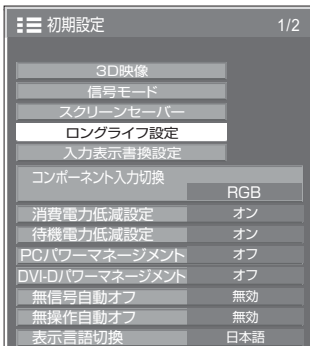 初期設定 1/2
3D映像
信号モード
スクリーンセーバー
ロングライフ設定
入力表示書換設定
コンポーネント入力切換
RGB
消費電力低減設定 オン
待機電力低減設定 オン
PCパワーマネージメント オフ
DVI-Dパワーマネージメント オフ
無信号自動オフ 無効
無操作自動オフ 無効
表示言語切換 日本語